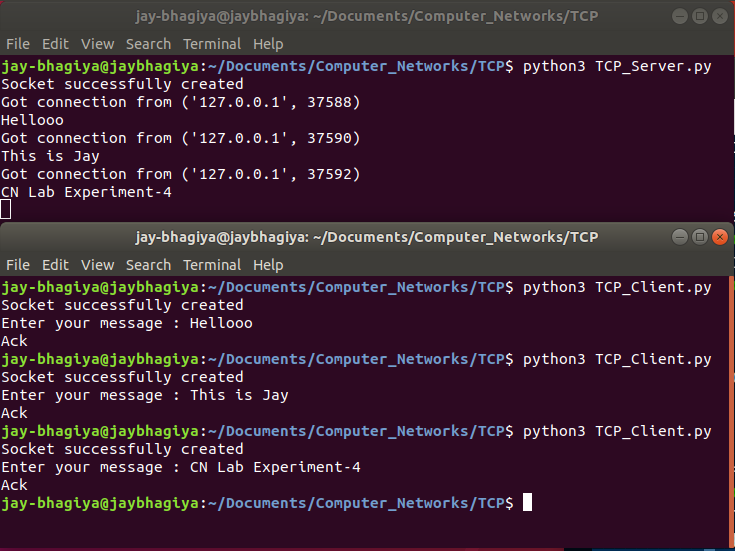 jay-bhagiya@jaybhagiya: ~/Documents/Computer_Networks/TCP
File Edit View Search Terminal Help
jay-bhagiya@jaybhagiya:~/Documents/Computer_Networks/TCP$ python3 TCP_Server.py
Socket successfully created
Got connection from ('127.0.0.1', 37588)
Hellooo
Got connection from ('127.0.0.1', 37590)
This is Jay
Got connection from ('127.0.0.1', 37592)
CN Lab Experiment-4
jay-bhagiya@jaybhagiya: ~/Documents/Computer_Networks/TCP
File Edit View Search Terminal Help
jay-bhagiya@jaybhagiya:~/Documents/Computer_Networks/TCP$ python3 TCP_Client.py
Socket successfully created
Enter your message : Hellooo
Ack
jay-bhagiya@jaybhagiya:~/Documents/Computer_Networks/TCP$ python3 TCP_Client.py
Socket successfully created
Enter your message : This is Jay
Ack
jay-bhagiya@jaybhagiya:~/Documents/Computer_Networks/TCP$ python3 TCP_Client.py
Socket successfully created
Enter your message : CN Lab Experiment-4
Ack
jay-bhagiya@jaybhagiya:~/Documents/Computer_Networks/TCP$